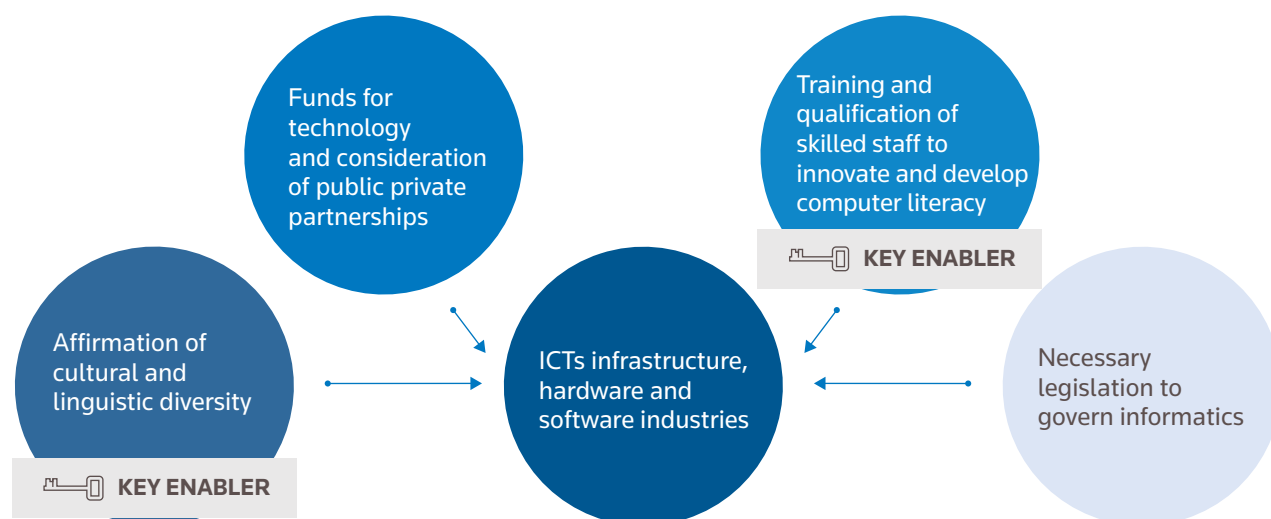 Funds for
technology
and consideration
of public private
partnerships
Training and
qualification of
skilled staff to
innovate and develop
computer literacy
KEY ENABLER
Affirmation of
cultural and
linguistic diversity
KEY ENABLER
ICTs infrastructure,
hardware and
software industries
Necessary
legislation to
govern informatics